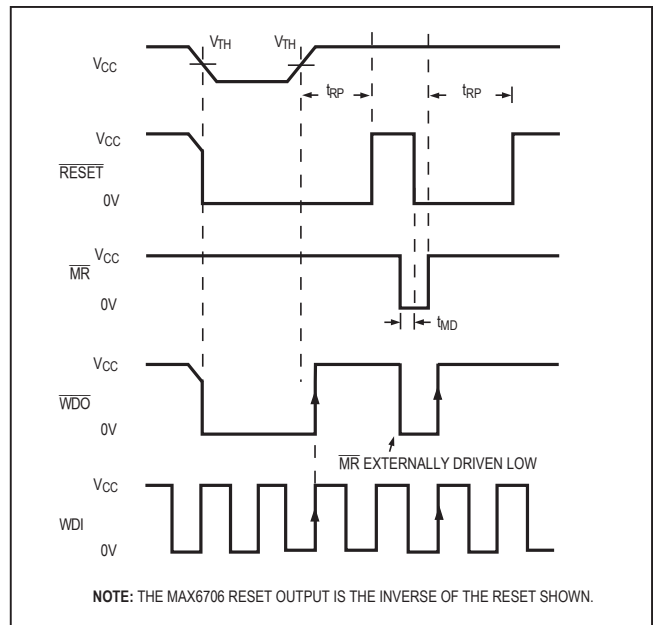 VTH VTH
VCC
tRP tRP
VCC
RESET
0V
VCC
MR
0V
tMD
VCC
WDO
0V
MR EXTERNALLY DRIVEN LOW
VCC
WDI
0V
NOTE: THE MAX6706 RESET OUTPUT IS THE INVERSE OF THE RESET SHOWN.